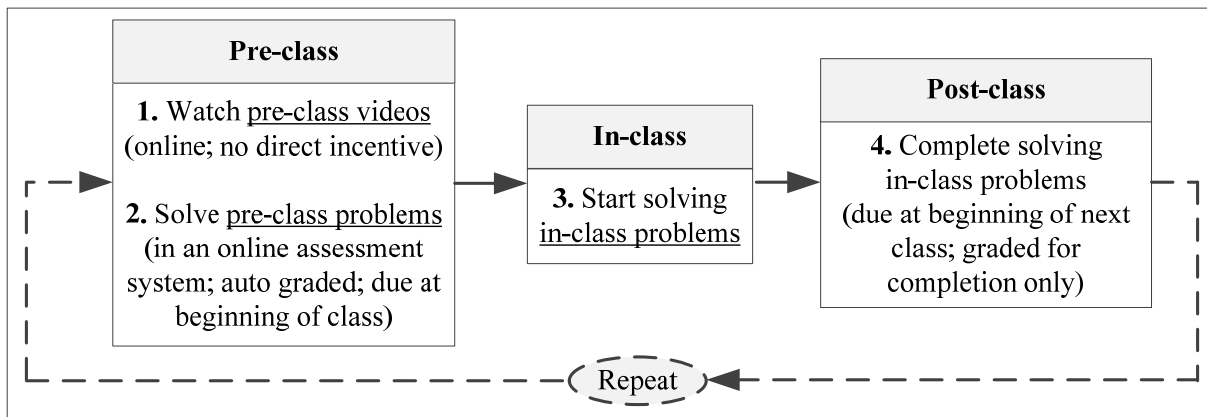 Pre-class
1. Watch pre-class videos
(online; no direct incentive)
2. Solve pre-class problems
(in an online assessment
system; auto graded; due at
beginning of class)
In-class
3. Start solving
in-class problems
Post-class
4. Complete solving
in-class problems
(due at beginning of next
class; graded for
completion only)
Repeat